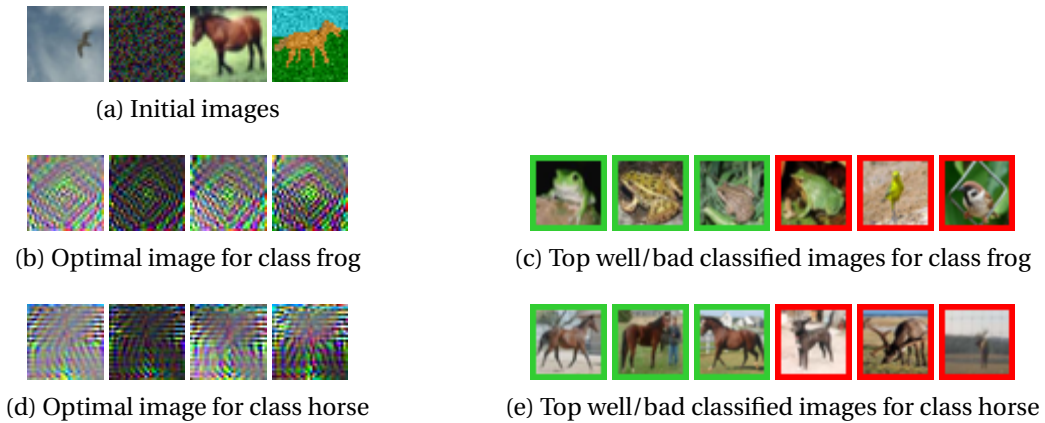 (a) Initial images
(b) Optimal image for class frog
(c) Top well/bad classified images for class frog
(d) Optimal image for class horse
(e) Top well/bad classified images for class horse